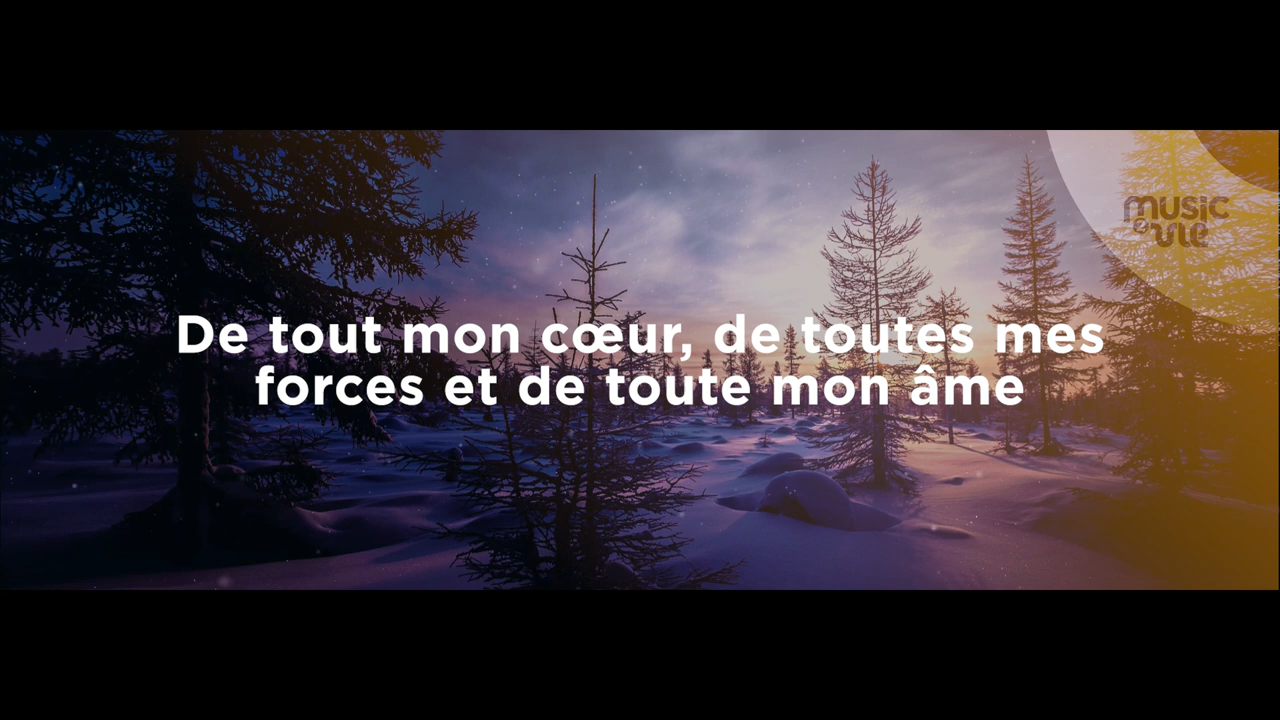 music
& vie
De tout mon cœur, de toutes mes
forces et de toute mon âme